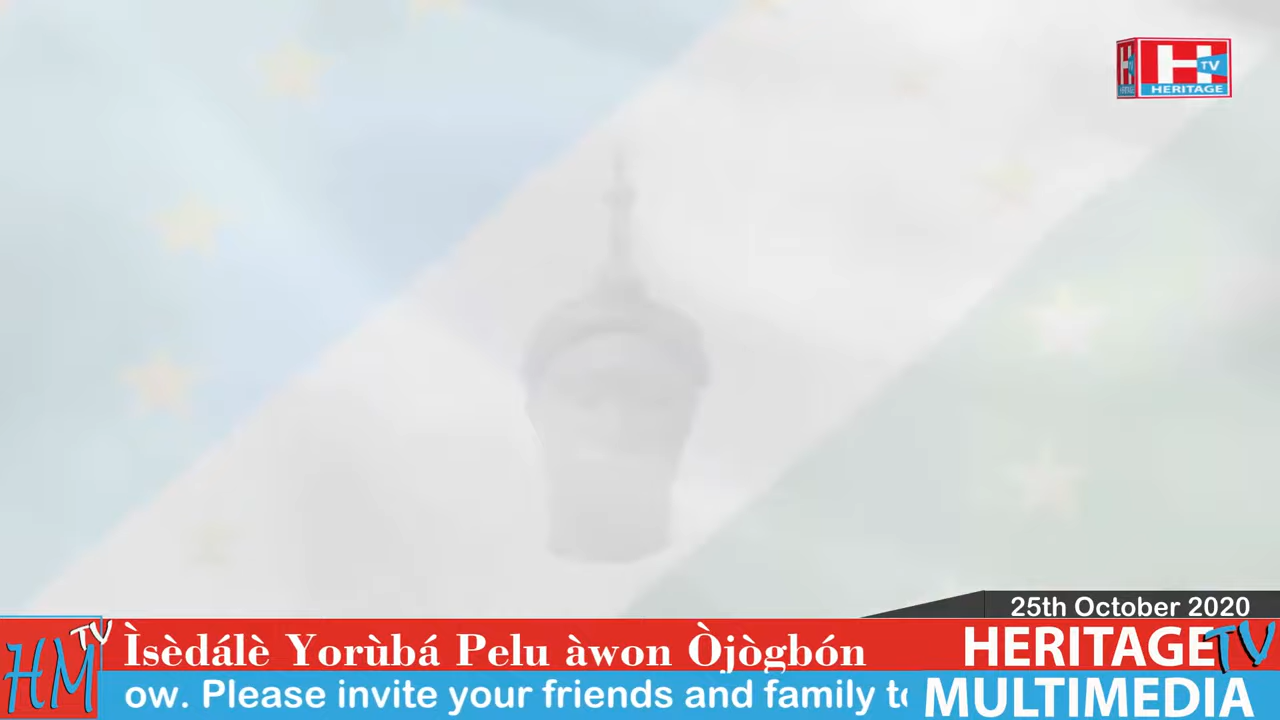 H TV
HERITAGE
25th October 2020
Ìsèdálè Yorùbá Pelu àwon Òjògbón
HERITAGE TV
MULTIMEDIA
HM TV
ow. Please invite your friends and family to